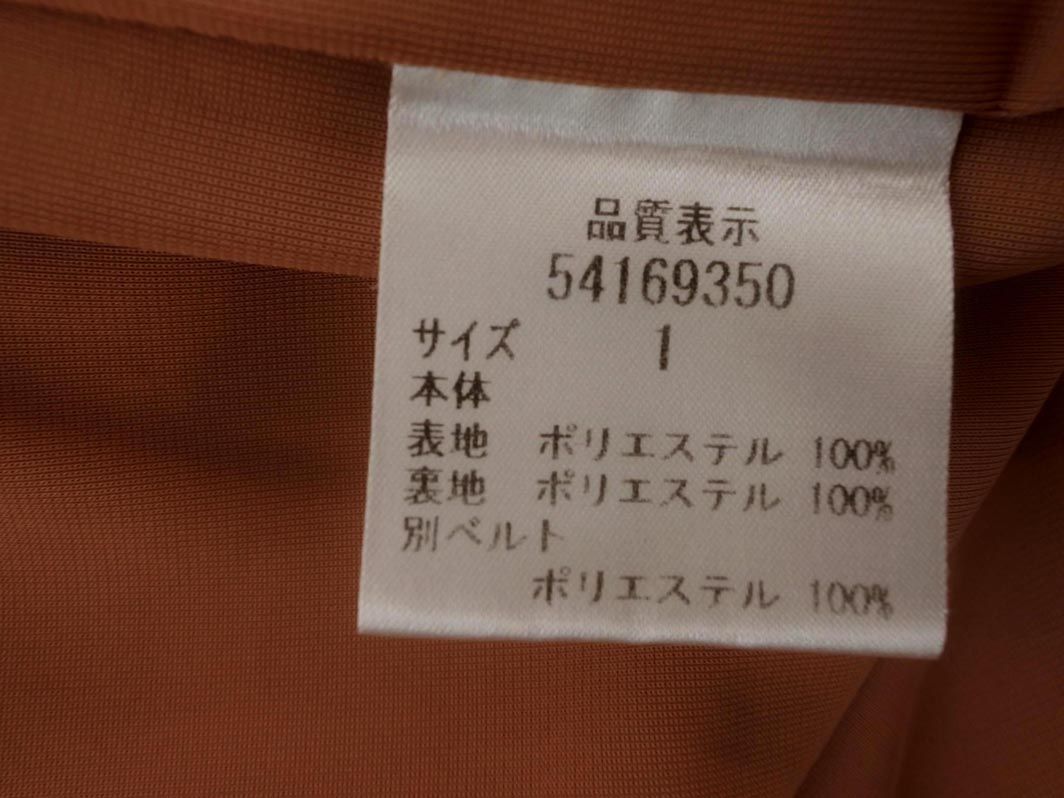 品質表示
54169350
サイズ 1
本体
表地 ポリエステル 100%
裏地 ポリエステル 100%
別ベルト
ポリエステル 100%